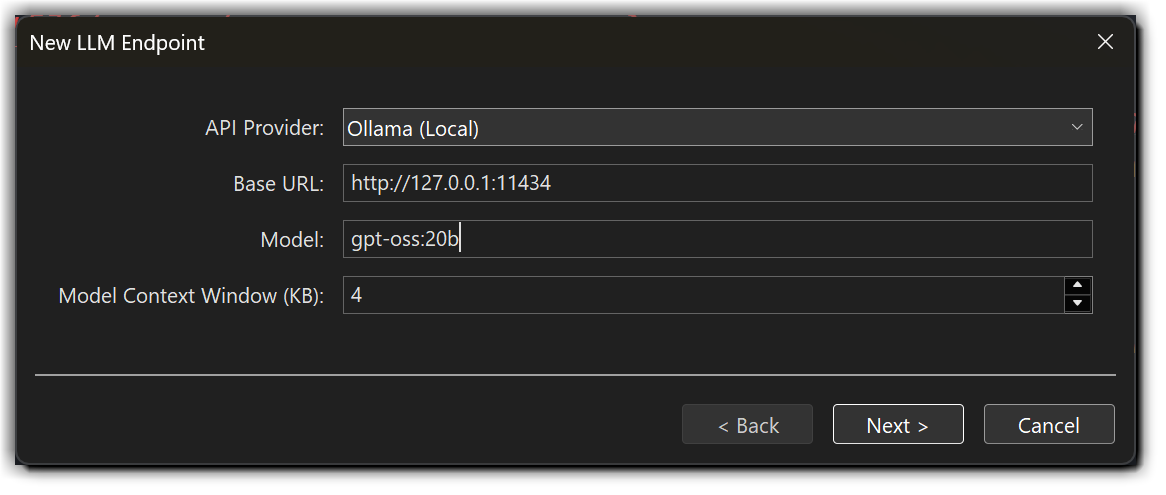 New LLM Endpoint
API Provider: Ollama (Local)
Base URL: http://127.0.0.1:11434
Model: gpt-oss:20b
Model Context Window (KB): 4
< Back Next > Cancel